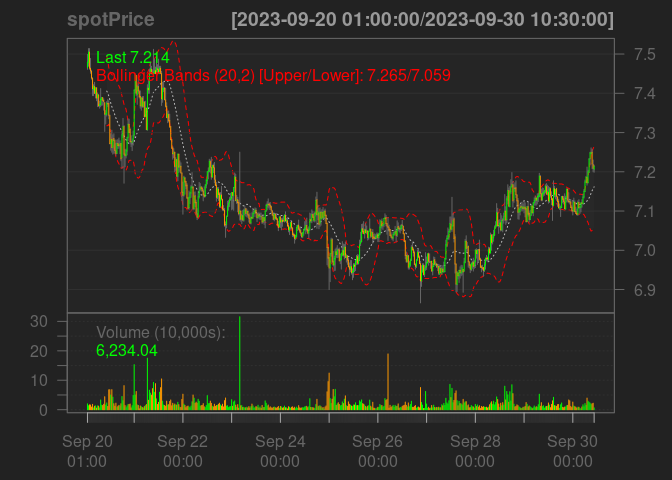 spotPrice [2023-09-20 01:00:00/2023-09-30 10:30:00]
Last 7.214
Bollinger Bands (20,2) [Upper/Lower]: 7.265/7.059
7.5
7.4
7.3
7.2
7.1
7.0
6.9
Volume (10,000s):
6,234.04
30
20
10
0
Sep 20 Sep 22 Sep 24 Sep 26 Sep 28 Sep 30
01:00 00:00 00:00 00:00 00:00 00:00